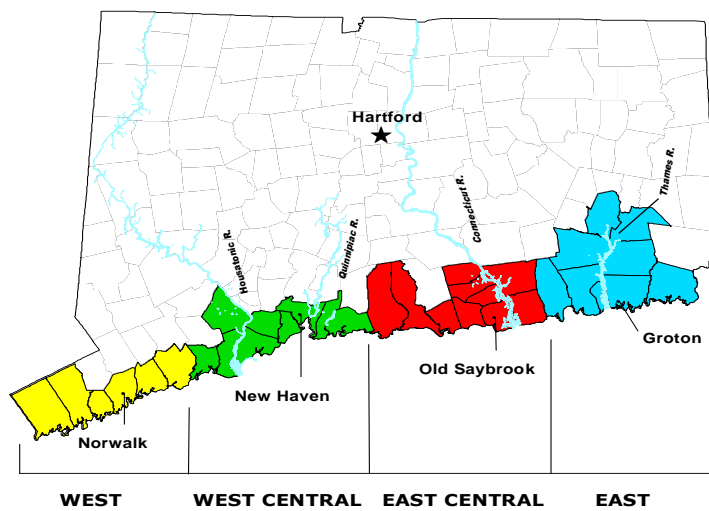 Hartford
Thames R.
Connecticut R.
Housatonic R.
Quinnipiac R.
Groton
Old Saybrook
New Haven
Norwalk
WEST
WEST CENTRAL
EAST CENTRAL
EAST